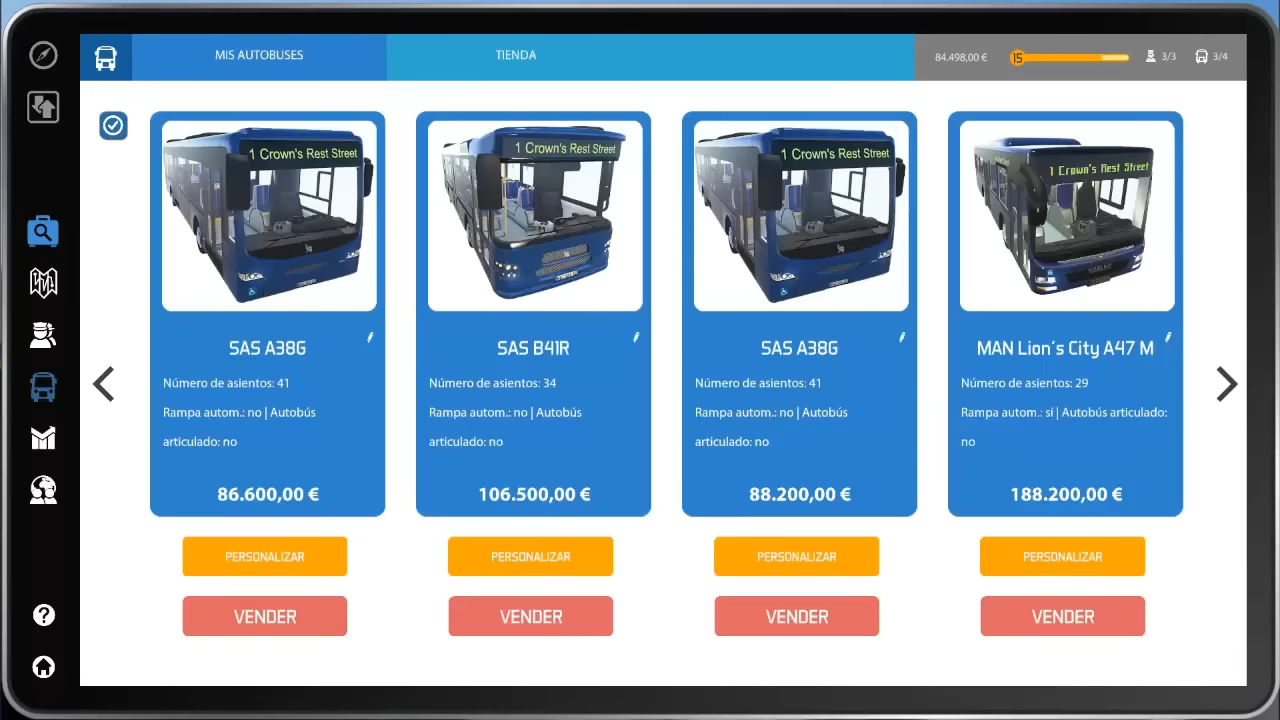 MIS AUTOBUSES
TIENDA
84.498,00 €
15
3/3
3/4
1 Crown's Rest Street
1 Crown's Rest Street
1 Crown's Rest Street
1 Crown's Rest Street
SAS A38G
Número de asientos: 41
Rampa autom.: no | Autobús
articulado: no
86.600,00 €
PERSONALIZAR
VENDER
SAS B41R
Número de asientos: 34
Rampa autom.: no | Autobús
articulado: no
106.500,00 €
PERSONALIZAR
VENDER
SAS A38G
Número de asientos: 41
Rampa autom.: no | Autobús
articulado: no
88.200,00 €
PERSONALIZAR
VENDER
MAN Lion´s City A47 M
Número de asientos: 29
Rampa autom.: sí | Autobús articulado:
no
188.200,00 €
PERSONALIZAR
VENDER